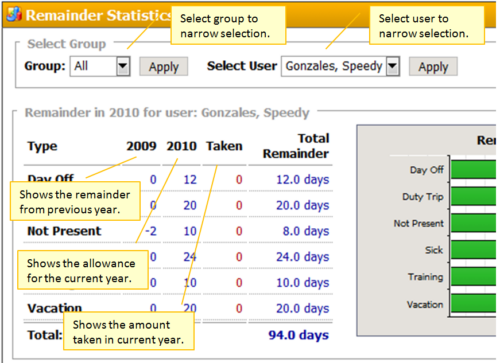 Remainder Statistics
Select group to
narrow selection.
Select user to
narrow selection.
Select Group
Group: All Apply Select User Gonzales, Speedy Apply
Remainder in 2010 for user: Gonzales, Speedy
Type 2009 2010 Taken Total
Remainder
Day Off 0 12 0 12.0 days
Shows the remainder
from previous year.
0 20 0 20.0 days
Not Present -2 10 0 8.0 days
Shows the allowance
for the current year.
0 24 0 24.0 days
10 0 10.0 days
Vacation 0 20 0 20.0 days
Shows the amount
taken in current year.
Total: 94.0 days
Day Off
Duty Trip
Not Present
Sick
Training
Vacation